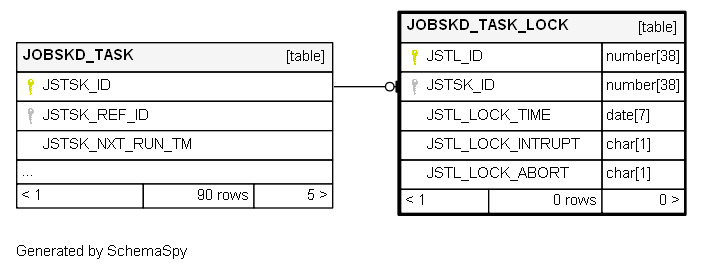 JOBSKD_TASK [table]
JSTSK_ID
JSTSK_REF_ID
JSTSK_NXT_RUN_TM
...
< 1 90 rows 5 >
JOBSKD_TASK_LOCK [table]
JSTL_ID number[38]
JSTSK_ID number[38]
JSTL_LOCK_TIME date[7]
JSTL_LOCK_INTRUPT char[1]
JSTL_LOCK_ABORT char[1]
< 1 0 rows 0 >
Generated by SchemaSpy